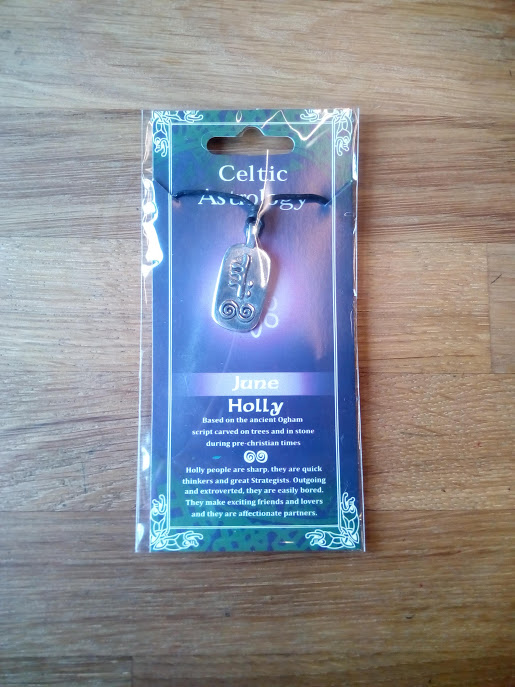 Celtic
Astrology
June
Holly
Based on the ancient Ogham
script carved on trees and in stone
during pre-christian times
Holly people are sharp, they are quick
thinkers and great Strategists. Outgoing
and extroverted, they are easily bored.
They make exciting friends and lovers
and they are affectionate partners.